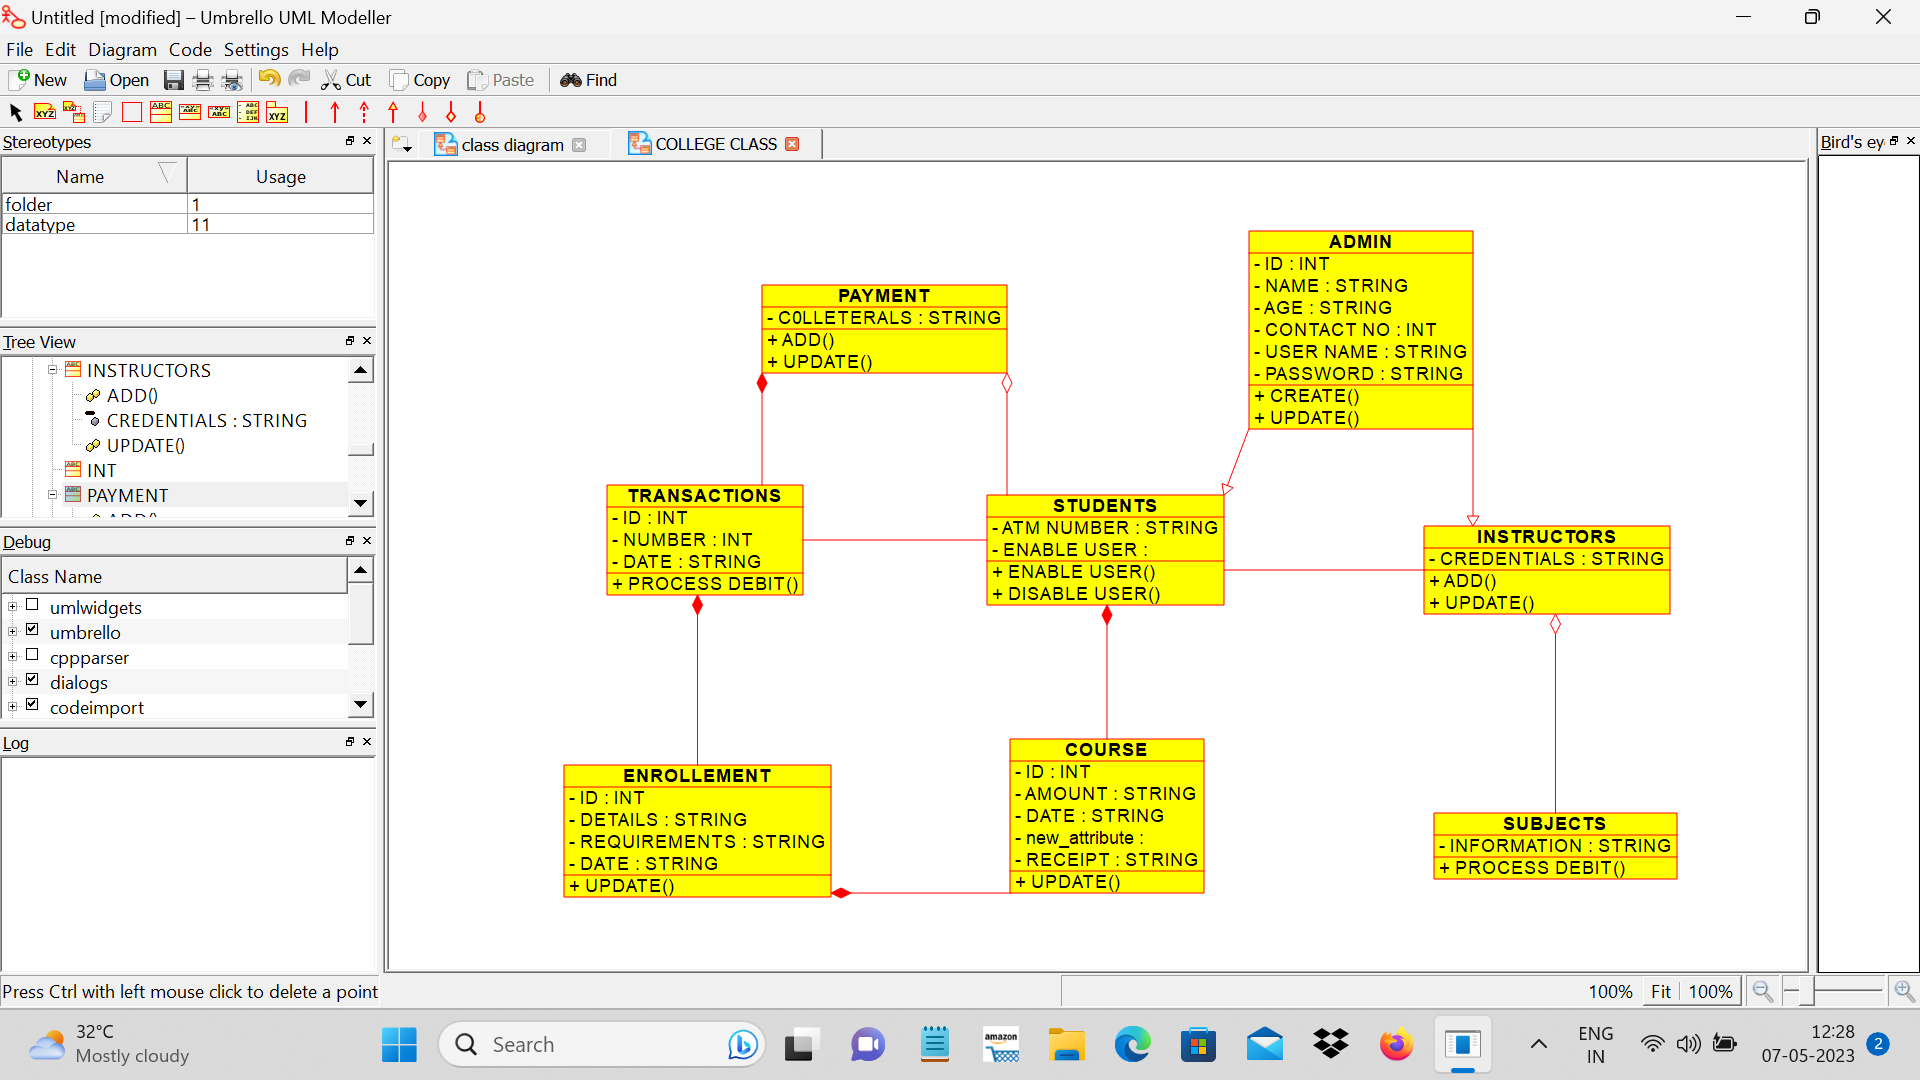 Untitled [modified] – Umbrello UML Modeller
File Edit Diagram Code Settings Help
New Open Cut Copy Paste Find
Stereotypes
Name Usage
folder 1
datatype 11
Tree View
INSTRUCTORS
ADD()
CREDENTIALS : STRING
UPDATE()
INT
PAYMENT
Debug
Class Name
umlwidgets
umbrello
cppparser
dialogs
codeimport
Log
class diagram
COLLEGE CLASS
Bird's ey
PAYMENT
- C0LLETERALS : STRING
+ ADD()
+ UPDATE()
ADMIN
- ID : INT
- NAME : STRING
- AGE : STRING
- CONTACT NO : INT
- USER NAME : STRING
- PASSWORD : STRING
+ CREATE()
+ UPDATE()
TRANSACTIONS
- ID : INT
- NUMBER : INT
- DATE : STRING
+ PROCESS DEBIT()
STUDENTS
- ATM NUMBER : STRING
- ENABLE USER :
+ ENABLE USER()
+ DISABLE USER()
INSTRUCTORS
- CREDENTIALS : STRING
+ ADD()
+ UPDATE()
ENROLLEMENT
- ID : INT
- DETAILS : STRING
- REQUIREMENTS : STRING
- DATE : STRING
+ UPDATE()
COURSE
- ID : INT
- AMOUNT : STRING
- DATE : STRING
- new_attribute :
- RECEIPT : STRING
+ UPDATE()
SUBJECTS
- INFORMATION : STRING
+ PROCESS DEBIT()
Press Ctrl with left mouse click to delete a point
100% Fit 100%
32°C
Mostly cloudy
Search
amazon
ENG
IN
12:28
07-05-2023
2